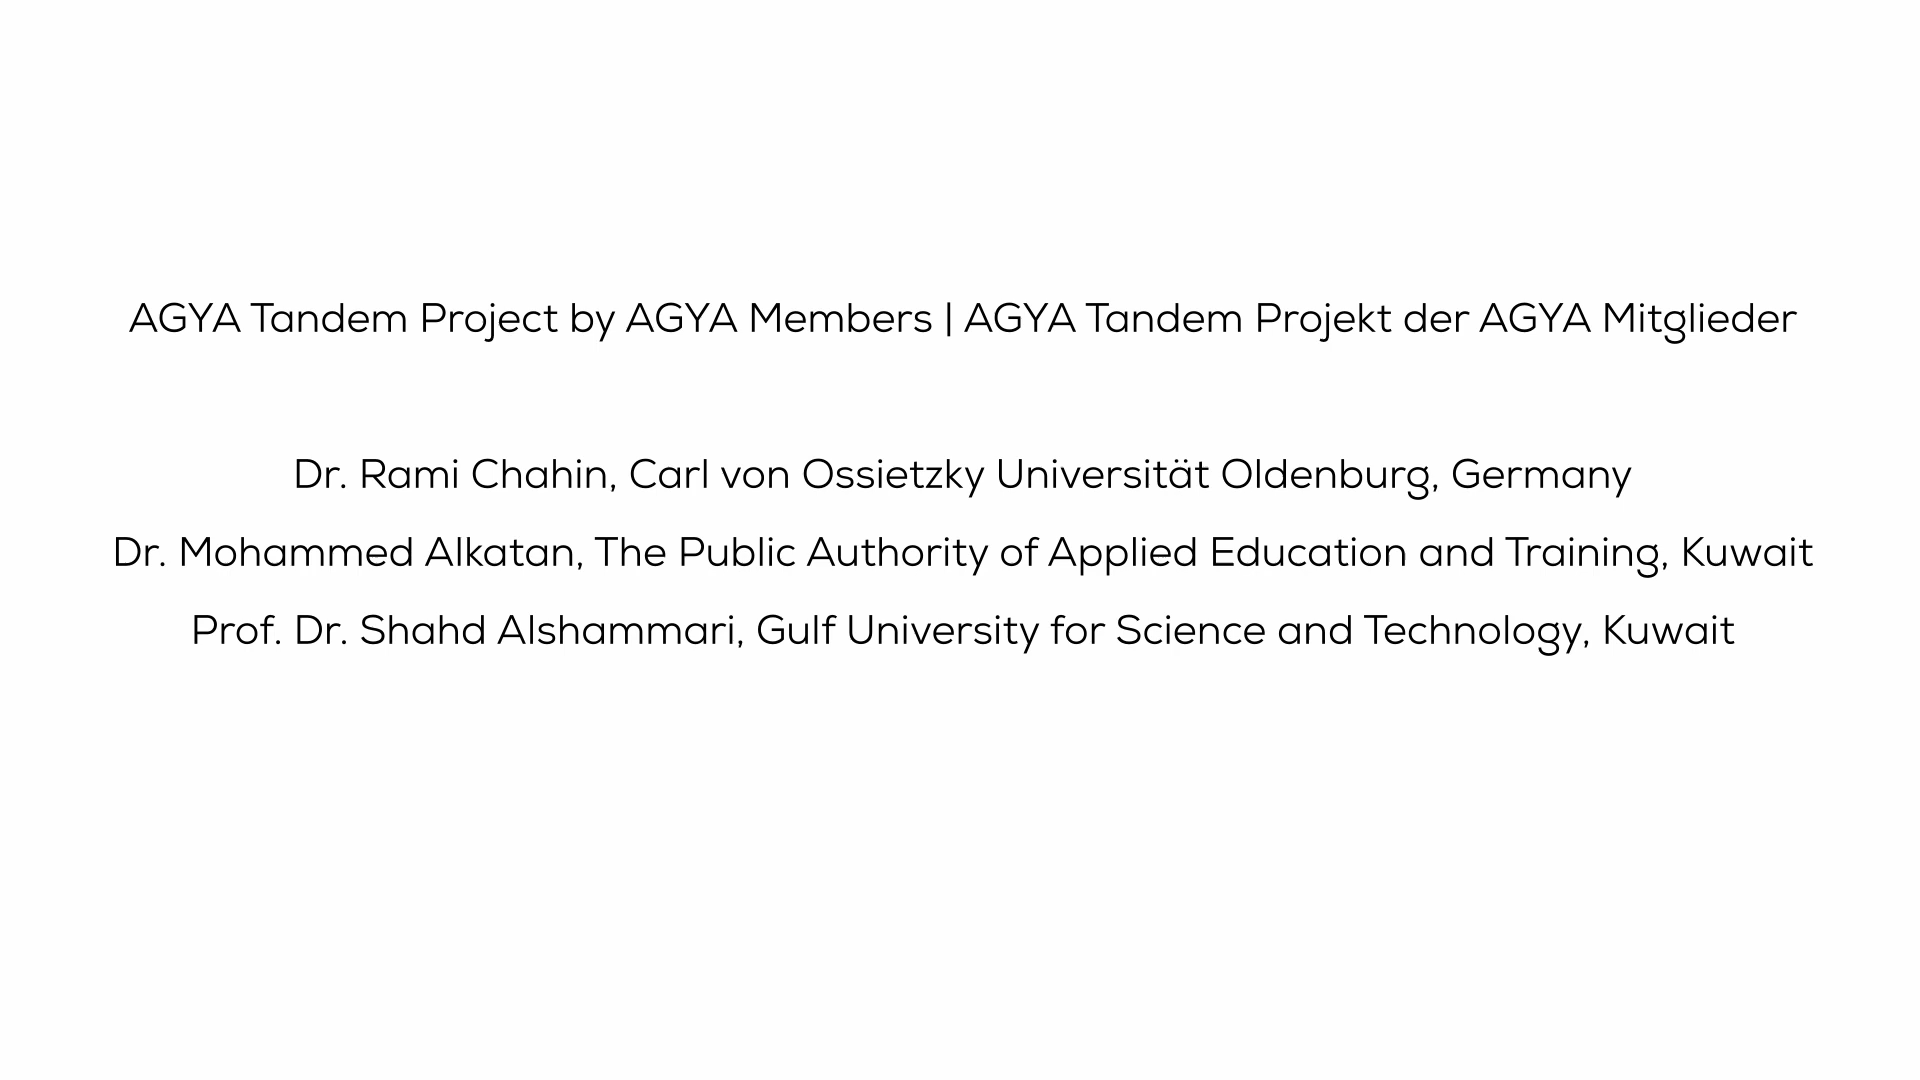 AGYA Tandem Project by AGYA Members | AGYA Tandem Projekt der AGYA Mitglieder
Dr. Rami Chahin, Carl von Ossietzky Universität Oldenburg, Germany
Dr. Mohammed Alkatan, The Public Authority of Applied Education and Training, Kuwait
Prof. Dr. Shahd Alshammari, Gulf University for Science and Technology, Kuwait